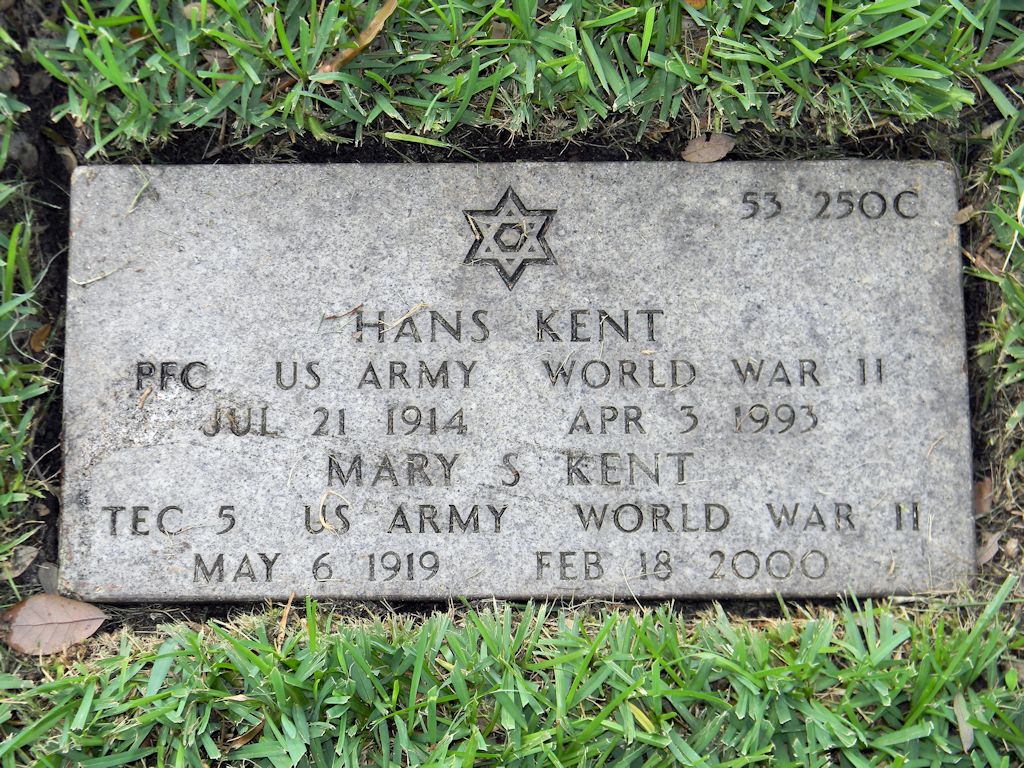 53 250C
HANS KENT
PFC US ARMY WORLD WAR II
JUL 21 1914 APR 3 1993
MARY S KENT
TEC 5 US ARMY WORLD WAR II
MAY 6 1919 FEB 18 2000